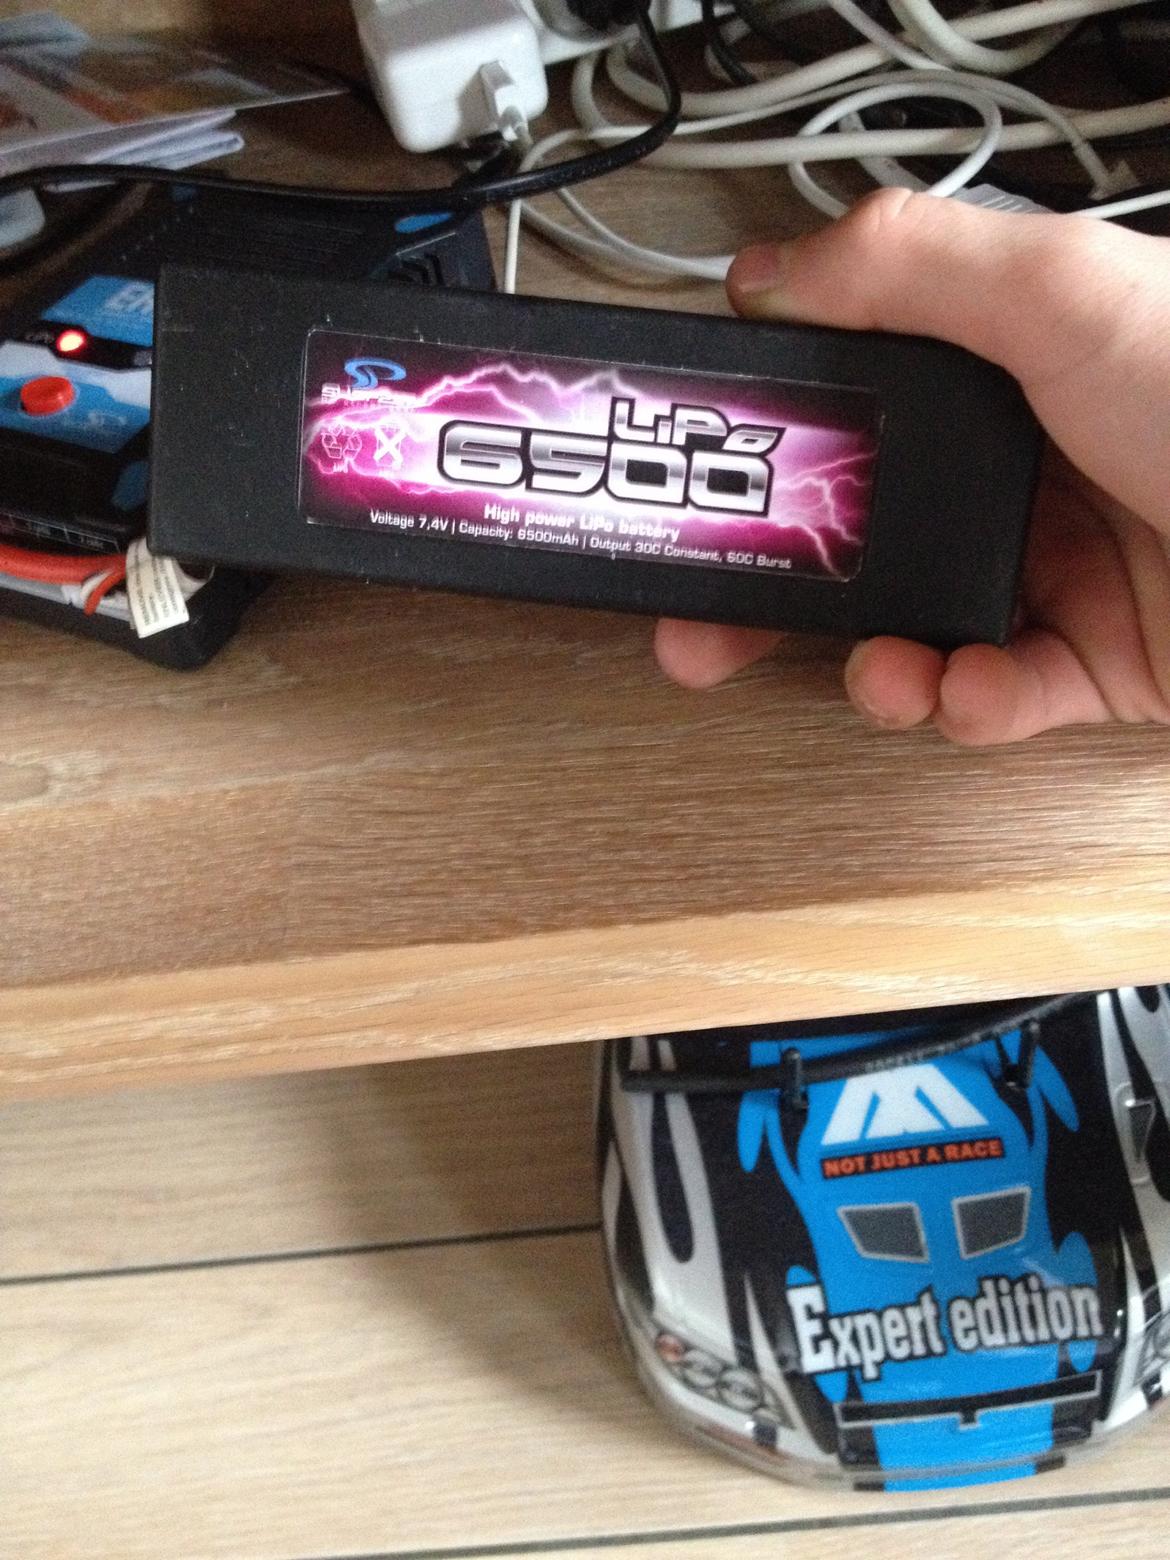 LiPo
6500
High power LiPo battery
Voltage 7,4V | Capacity: 6500mAh | Output 30C Constant, 60C Burst
NOT JUST A RACE
Expert edition